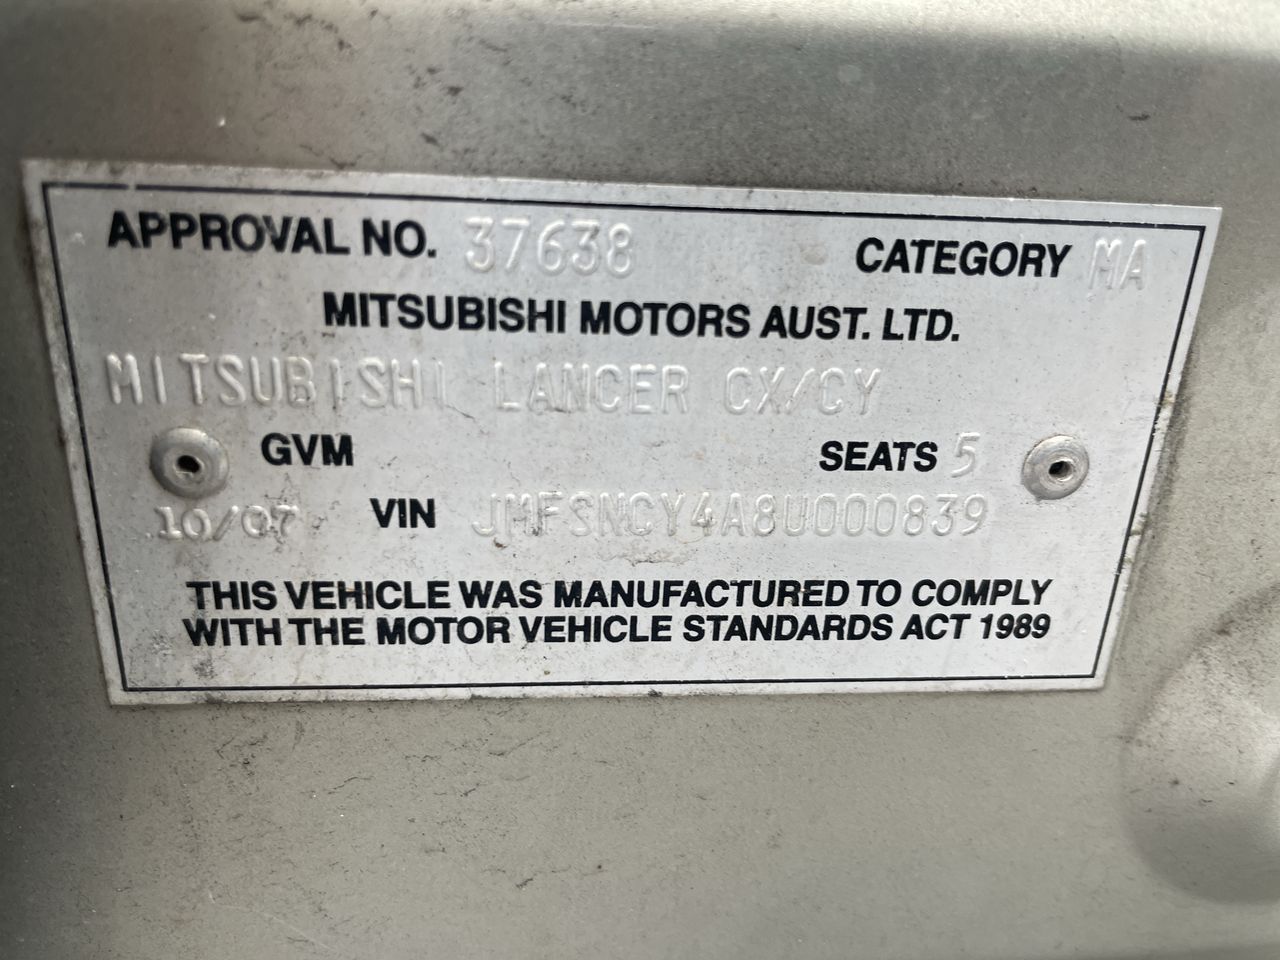 APPROVAL NO. 37638 CATEGORY MA
MITSUBISHI MOTORS AUST. LTD.
MITSUBISHI LANCER CX/CY
GVM SEATS 5
10/07 VIN JMFSNCY4A8U000839
THIS VEHICLE WAS MANUFACTURED TO COMPLY
WITH THE MOTOR VEHICLE STANDARDS ACT 1989